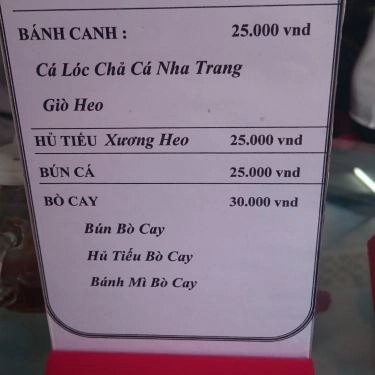 BÁNH CANH : 25.000 vnd
Cá Lóc Chả Cá Nha Trang
Giò Heo
HỦ TIẾU Xương Heo 25.000 vnd
BÚN CÁ 25.000 vnd
BÒ CAY 30.000 vnd
Bún Bò Cay
Hủ Tiếu Bò Cay
Bánh Mì Bò Cay